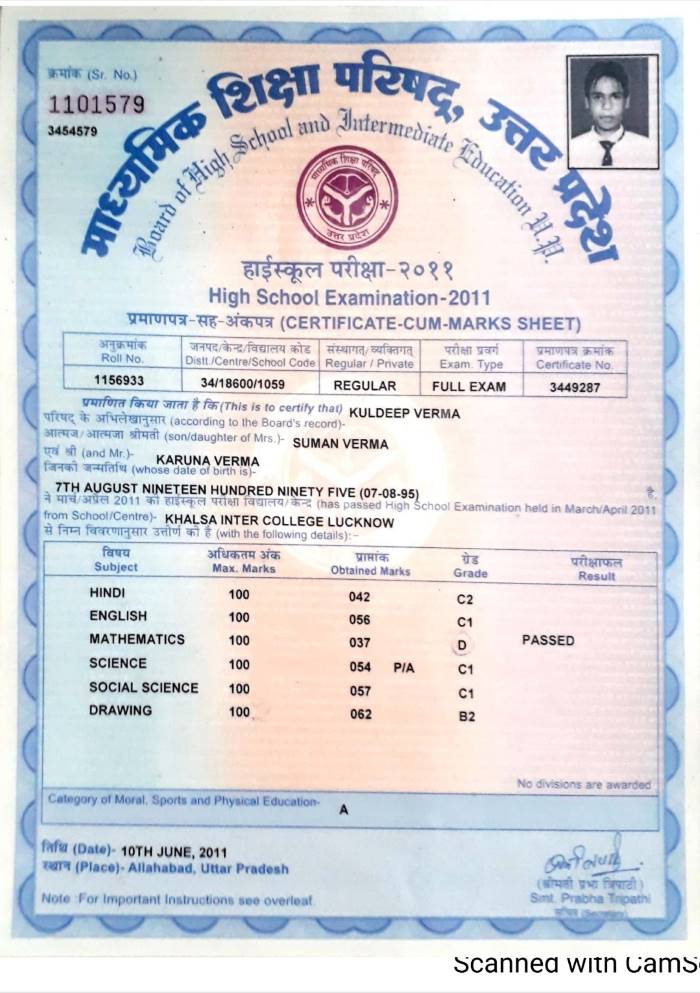 क्रमांक (Sr. No.)
1101579
3454579
माध्यमिक शिक्षा परिषद्, उत्तर प्रदेश
Board of High School and Intermediate Education U.P.
माध्यमिक शिक्षा परिषद्
उत्तर प्रदेश
हाईस्कूल परीक्षा-२०११
High School Examination-2011
प्रमाणपत्र-सह-अंकपत्र (CERTIFICATE-CUM-MARKS SHEET)
अनुक्रमांक जनपद/केन्द्र/विद्यालय कोड संस्थागत/व्यक्तिगत परीक्षा प्रवर्ग प्रमाणपत्र क्रमांक
Roll No. Distt./Centre/School Code Regular / Private Exam. Type Certificate No.
1156933 34/18600/1059 REGULAR FULL EXAM 3449287
प्रमाणित किया जाता है कि (This is to certify that) KULDEEP VERMA
परिषद् के अभिलेखानुसार (according to the Board's record)-
आत्मज/आत्मजा श्रीमती (son/daughter of Mrs.)- SUMAN VERMA
एवं श्री (and Mr.)- KARUNA VERMA
जिनकी जन्मतिथि (whose date of birth is)-
7TH AUGUST NINETEEN HUNDRED NINETY FIVE (07-08-95) है,
ने मार्च/अप्रैल 2011 की हाईस्कूल परीक्षा विद्यालय/केन्द्र (has passed High School Examination held in March/April 2011
from School/Centre)- KHALSA INTER COLLEGE LUCKNOW
से निम्न विवरणानुसार उत्तीर्ण की है (with the following details):-
विषय अधिकतम अंक प्राप्तांक ग्रेड परीक्षाफल
Subject Max. Marks Obtained Marks Grade Result
HINDI 100 042 C2
ENGLISH 100 056 C1
MATHEMATICS 100 037 D PASSED
SCIENCE 100 054 P/A C1
SOCIAL SCIENCE 100 057 C1
DRAWING 100 062 B2
No divisions are awarded
Category of Moral, Sports and Physical Education- A
तिथि (Date)- 10TH JUNE, 2011
स्थान (Place)- Allahabad, Uttar Pradesh
(श्रीमती प्रभा त्रिपाठी)
Smt. Prabha Tripathi
सचिव (Secretary)
Note :For Important Instructions see overleaf.
Scanned with CamS